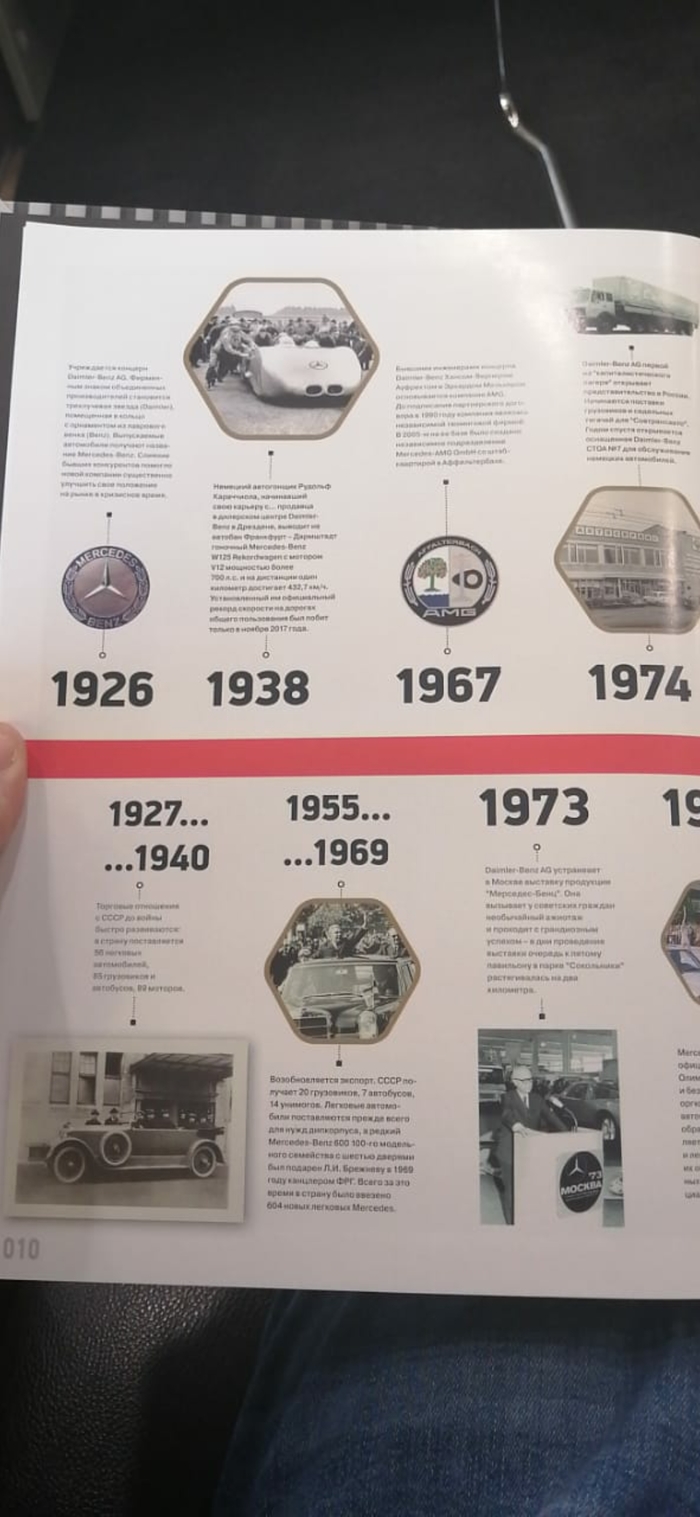 Учреждается концерн
Daimler-Benz AG. Фирмен-
ным знаком объединенных
производителей становится
трехлучевая звезда (Daimler),
помещенная в кольцо
с орнаментом из лаврового
венка (Benz). Выпускаемые
автомобили получают назва-
ние Mercedes-Benz. Слияние
бывших конкурентов помогло
новой компании существенно
улучшить свое положение
на рынке в кризисное время.
MERCEDES
BENZ
1926
Немецкий автогонщик Рудольф
Караччиола, начинавший
свою карьеру с... продавца
в дилерском центре Daimler-
Benz в Дрездене, выводит на
автобан Франкфурт – Дармштадт
гоночный Mercedes-Benz
W125 Rekordwagen с мотором
V12 мощностью более
700 л.с. и на дистанции один
километр достигает 432,7 км/ч.
Установленный им официальный
рекорд скорости на дорогах
общего пользования был побит
только в ноябре 2017 года.
1938
Бывшими инженерами концерна
Daimler-Benz Хансом Вернером
Ауфрехтом и Эрхардом Мельхером
основывается компания AMG.
До подписания партнерского дого-
вора в 1990 году компания являлась
независимой тюнинговой фирмой.
В 2005-м на ее базе было создано
независимое подразделение
Mercedes-AMG GmbH со штаб-
квартирой в Аффальтербахе.
AFFALTERBACH
AMG
1967
Daimler-Benz AG первой
из "капиталистического
лагеря" открывает
представительство в России.
Начинаются поставки
грузовиков и седельных
тягачей для "Совтрансавто".
Годом спустя открывается
оснащенная Daimler-Benz
СТОА №7 для обслуживания
немецких автомобилей.
1974
1927...
...1940
Торговые отношения
с СССР до войны
быстро развиваются:
в страну поставляется
легковых
автомобилей,
грузовиков и
автобусов, 89 моторов.
1955...
...1969
Возобновляется экспорт. СССР по-
лучает 20 грузовиков, 7 автобусов,
14 унимогов. Легковые автомо-
били поставляются прежде всего
для нужд дипкорпуса, а редкий
Mercedes-Benz 600 100-го модель-
ного семейства с шестью дверями
был подарен Л.И. Брежневу в 1969
году канцлером ФРГ. Всего за это
время в страну было ввезено
604 новых легковых Mercedes.
1973
Daimler-Benz AG устраивает
в Москве выставку продукции
"Мерседес-Бенц". Она
вызывает у советских граждан
необычайный ажиотаж
и проходит с грандиозным
успехом – в дни проведения
выставки очередь к пятому
павильону в парке "Сокольники"
растягивалась на два
километра.
'73
МОСКВА
010